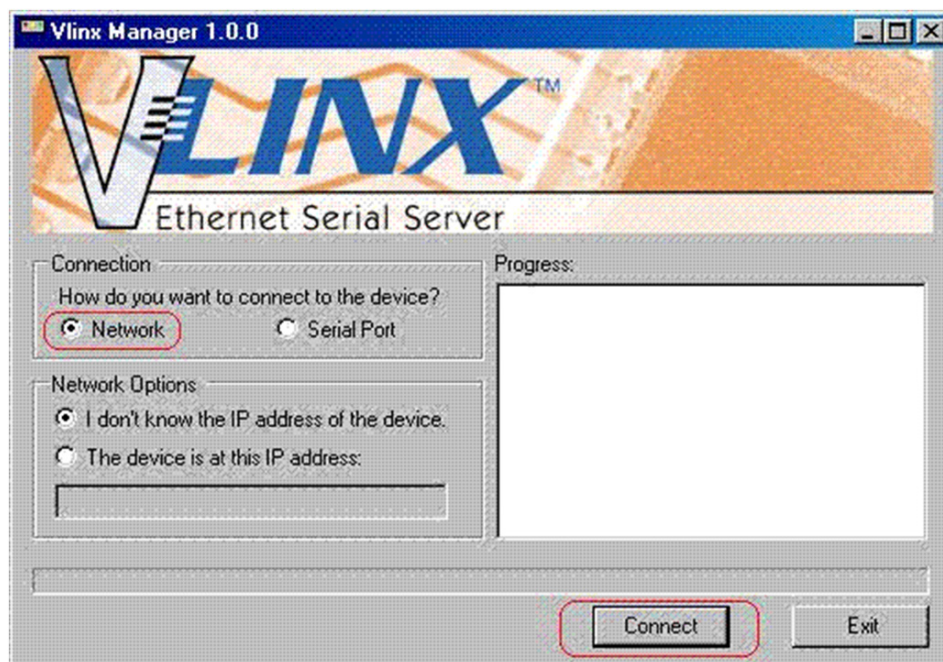 Vlinx Manager 1.0.0
VLINX™
Ethernet Serial Server
Connection
How do you want to connect to the device?
Network
Serial Port
Network Options
I don't know the IP address of the device.
The device is at this IP address:
Progress:
Connect
Exit